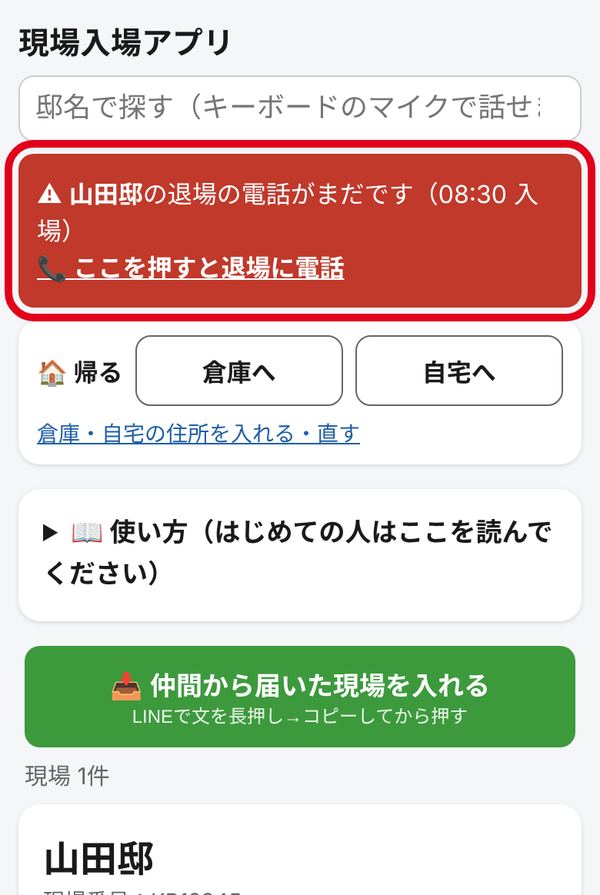 現場入場アプリ
邸名で探す（キーボードのマイクで話せ
⚠ 山田邸の退場の電話がまだです（08:30 入
場）
📞 ここを押すと退場に電話
🏠 帰る 倉庫へ 自宅へ
倉庫・自宅の住所を入れる・直す
▶ 📖 使い方（はじめての人はここを読んで
ください）
📥 仲間から届いた現場を入れる
LINEで文を長押し→コピーしてから押す
現場 1件
山田邸